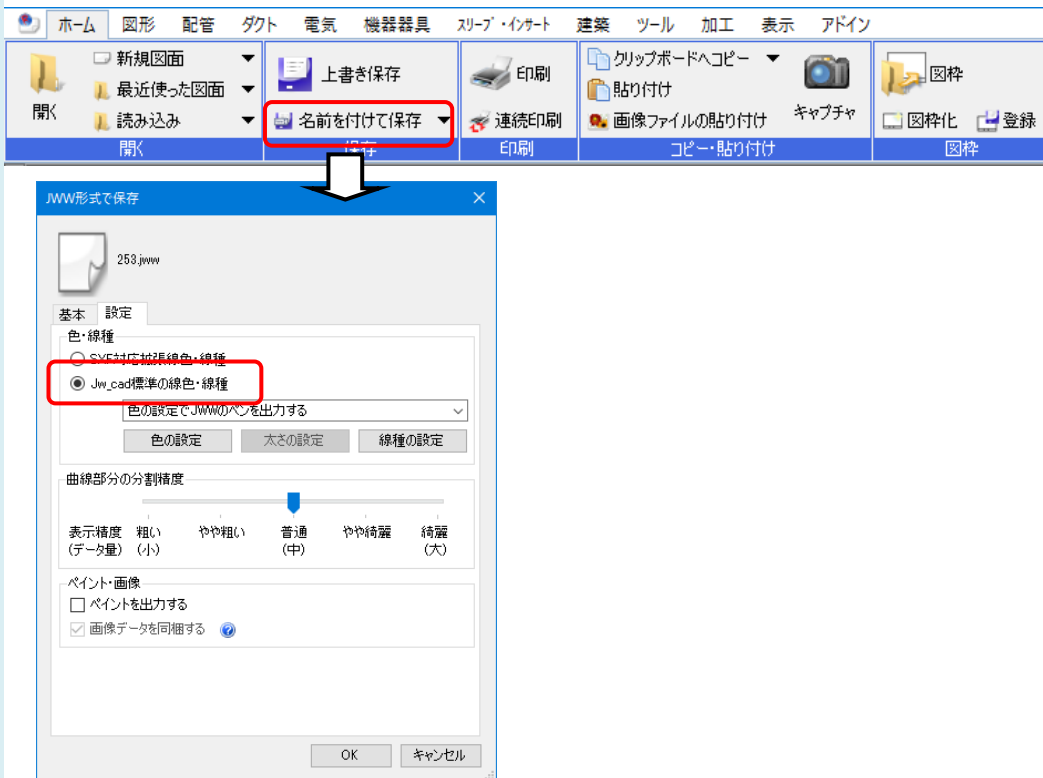 ホーム 図形 配管 ダクト 電気 機器器具 スリーブ・インサート 建築 ツール 加工 表示 アドイン
開く
新規図面
最近使った図面
読み込み
開く
上書き保存
名前を付けて保存
保存
印刷
連続印刷
印刷
クリップボードへコピー
貼り付け
画像ファイルの貼り付け
キャプチャ
コピー・貼り付け
図枠
図枠化 登録
図枠
JWW形式で保存
253.jww
基本 設定
色・線種
SXF対応拡張線色・線種
Jw_cad標準の線色・線種
色の設定でJWWのペンを出力する
色の設定 太さの設定 線種の設定
曲線部分の分割精度
表示精度 粗い やや粗い 普通 やや綺麗 綺麗
(データ量) (小) (中) (大)
ペイント・画像
ペイントを出力する
画像データを同梱する
OK キャンセル